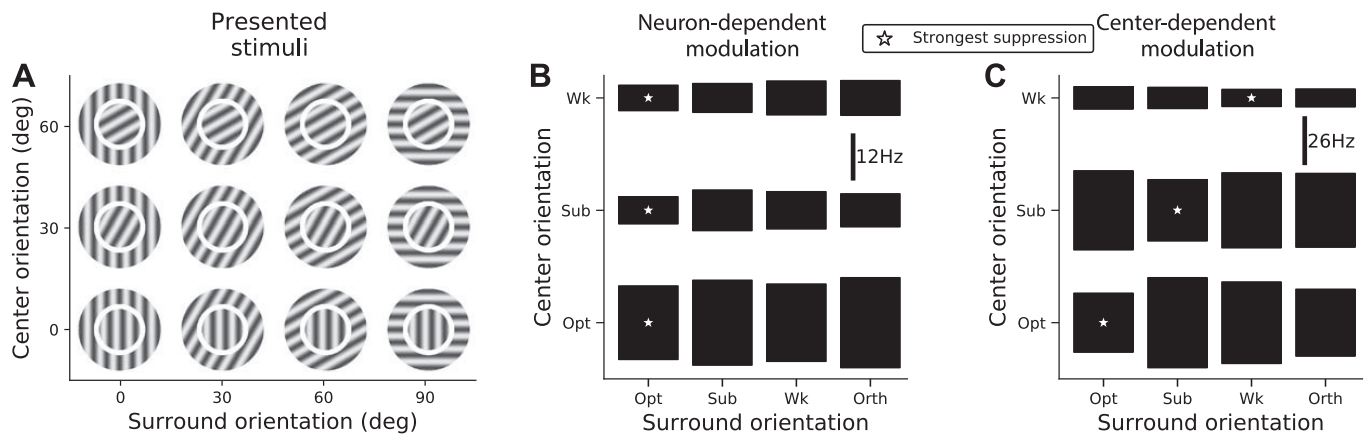 Presented
stimuli
A
Center orientation (deg)
60
30
0
0 30 60 90
Surround orientation (deg)
Neuron-dependent
modulation
B
Center orientation
Wk
Sub
Opt
12Hz
Opt Sub Wk Orth
Surround orientation
Strongest suppression
Center-dependent
modulation
C
Center orientation
Wk
Sub
Opt
26Hz
Opt Sub Wk Orth
Surround orientation